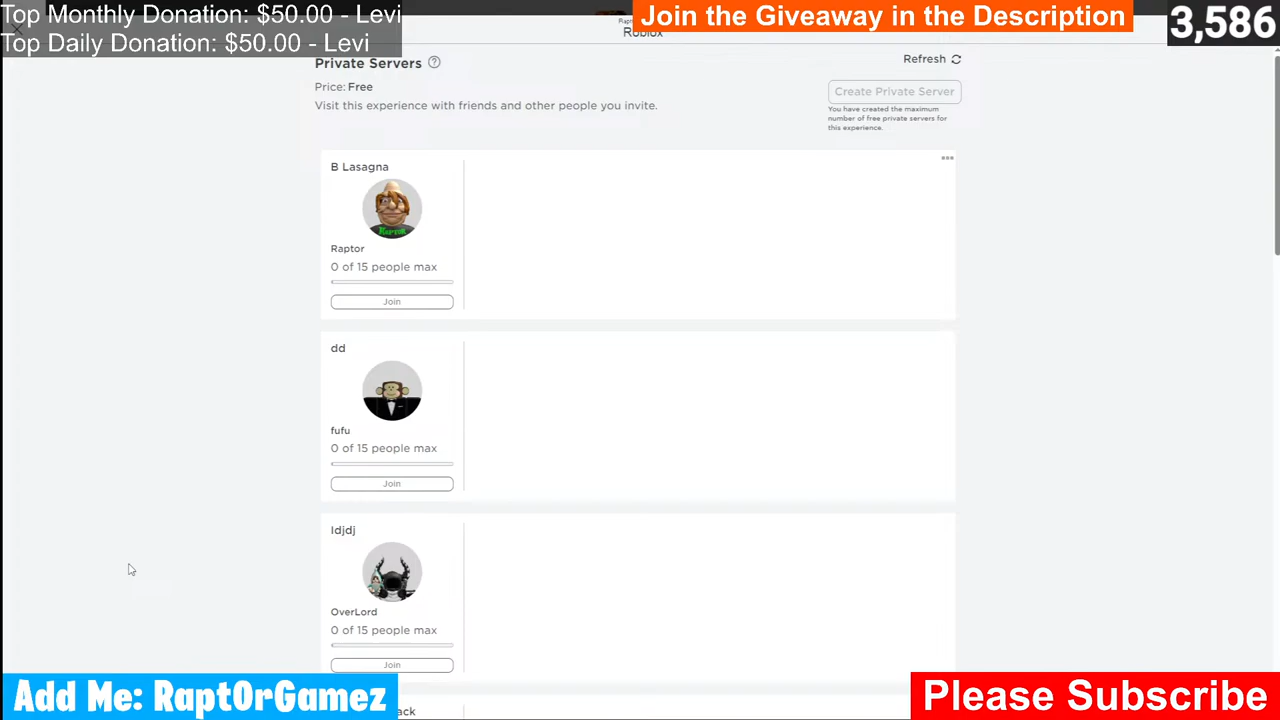 Top Monthly Donation: $50.00 - Levi
Top Daily Donation: $50.00 - Levi
Join the Giveaway in the Description
3,586
Roblox
Private Servers
Refresh
Price: Free
Visit this experience with friends and other people you invite.
Create Private Server
You have created the maximum
number of free private servers for
this experience.
B Lasagna
RAPTOR
Raptor
0 of 15 people max
Join
dd
fufu
0 of 15 people max
Join
Idjdj
OverLord
0 of 15 people max
Join
Add Me: Rapt0rGamez
Please Subscribe